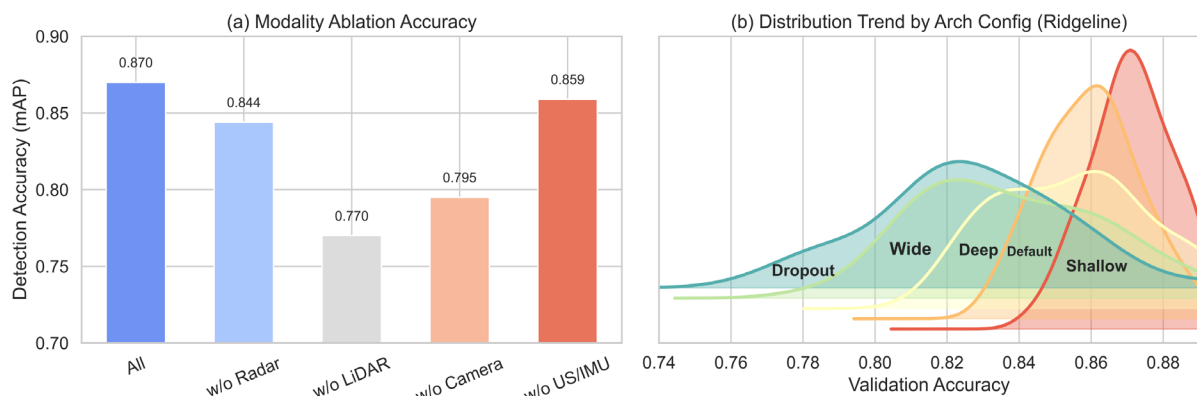 (a) Modality Ablation Accuracy
Detection Accuracy (mAP)
0.90
0.85
0.80
0.75
0.70
0.870
0.844
0.770
0.795
0.859
All
w/o Radar
w/o LiDAR
w/o Camera
w/o US/IMU
(b) Distribution Trend by Arch Config (Ridgeline)
Dropout
Wide
Deep
Default
Shallow
0.74
0.76
0.78
0.80
0.82
0.84
0.86
0.88
Validation Accuracy